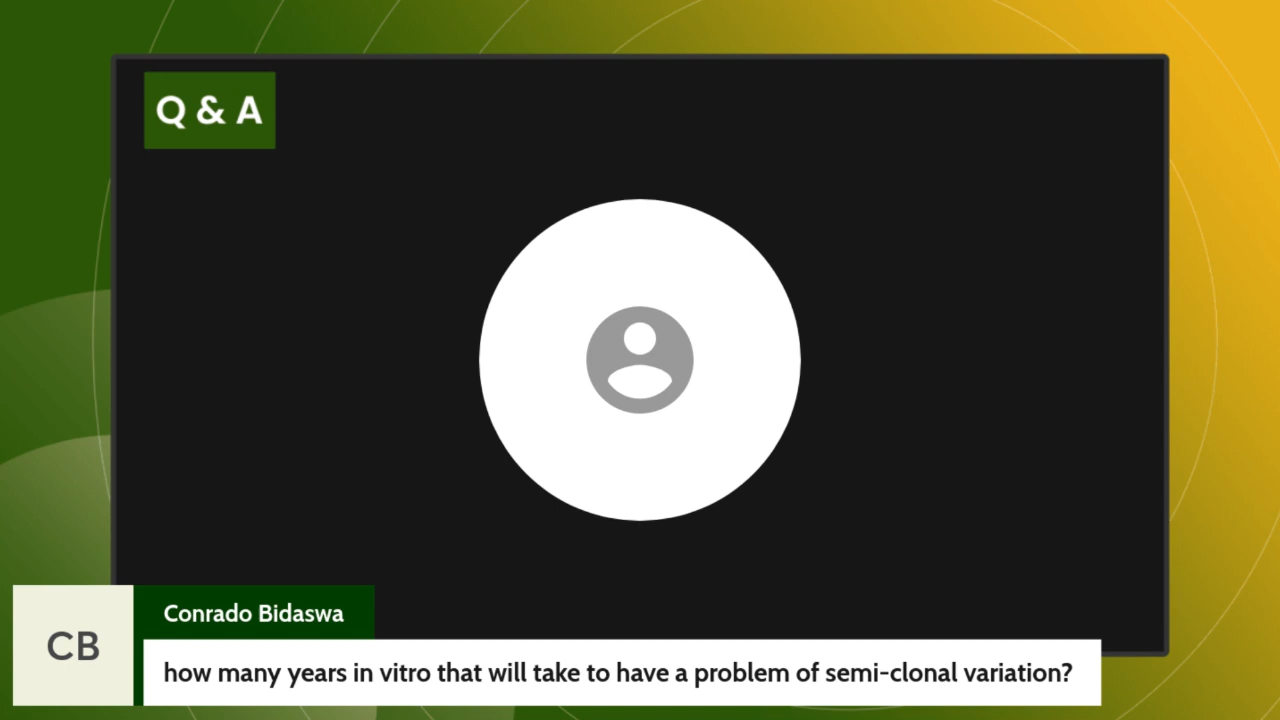 Q & A
Conrado Bidaswa
CB
how many years in vitro that will take to have a problem of semi-clonal variation?